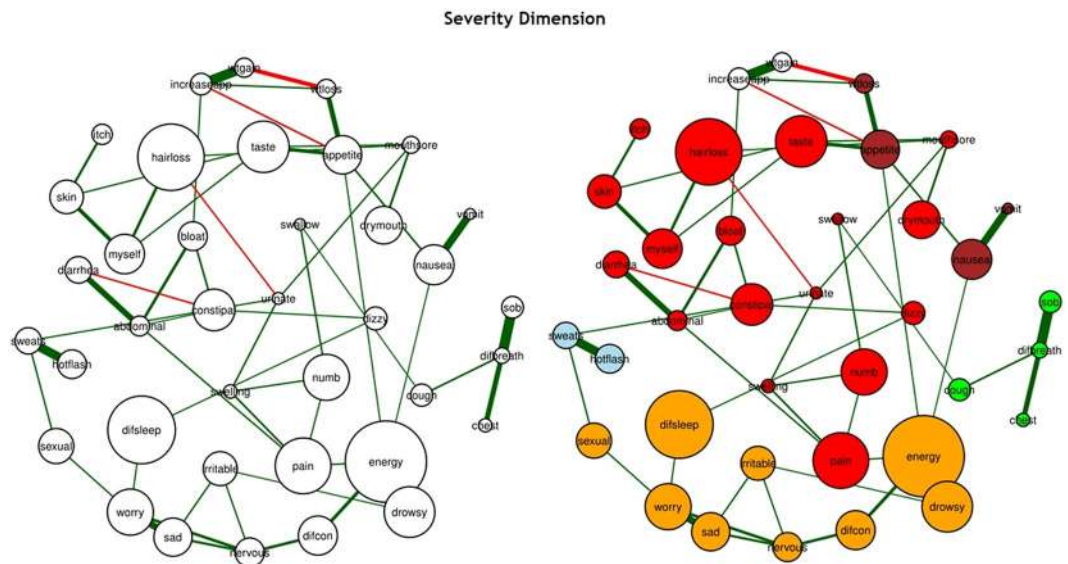 Severity Dimension
wtgain
increaseapp
wtloss
itch
hairloss
taste
appetite
mouthsore
skin
myself
bloat
swallow
drymouth
vomit
nausea
diarrhea
constipa
urinate
abdominal
dizzy
sob
sweats
hotflash
difbreath
swelling
numb
cough
chest
difsleep
sexual
rritable
pain
energy
worry
sad
nervous
difcon
drowsy
wtgain
increaseapp
wtloss
itch
hairloss
taste
appetite
mouthsore
skin
myself
bloat
swallow
drymouth
vomit
nausea
diarrhea
constipa
urinate
abdominal
dizzy
sob
sweats
hotflash
difbreath
swelling
numb
cough
chest
difsleep
sexual
rritable
pain
energy
worry
sad
nervous
difcon
drowsy